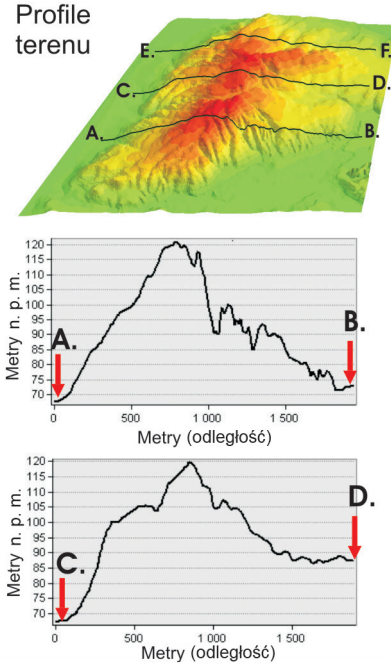 Profile
terenu
E. F.
C. D.
A. B.
Metry n. p. m.
120
115
110
105
100
95
90
85
80
75
70
A. B.
0 500 1 000 1 500
Metry (odległość)
Metry n. p. m.
120
115
110
105
100
95
90
85
80
75
70
C. D.
0 500 1 000 1 500
Metry (odległość)